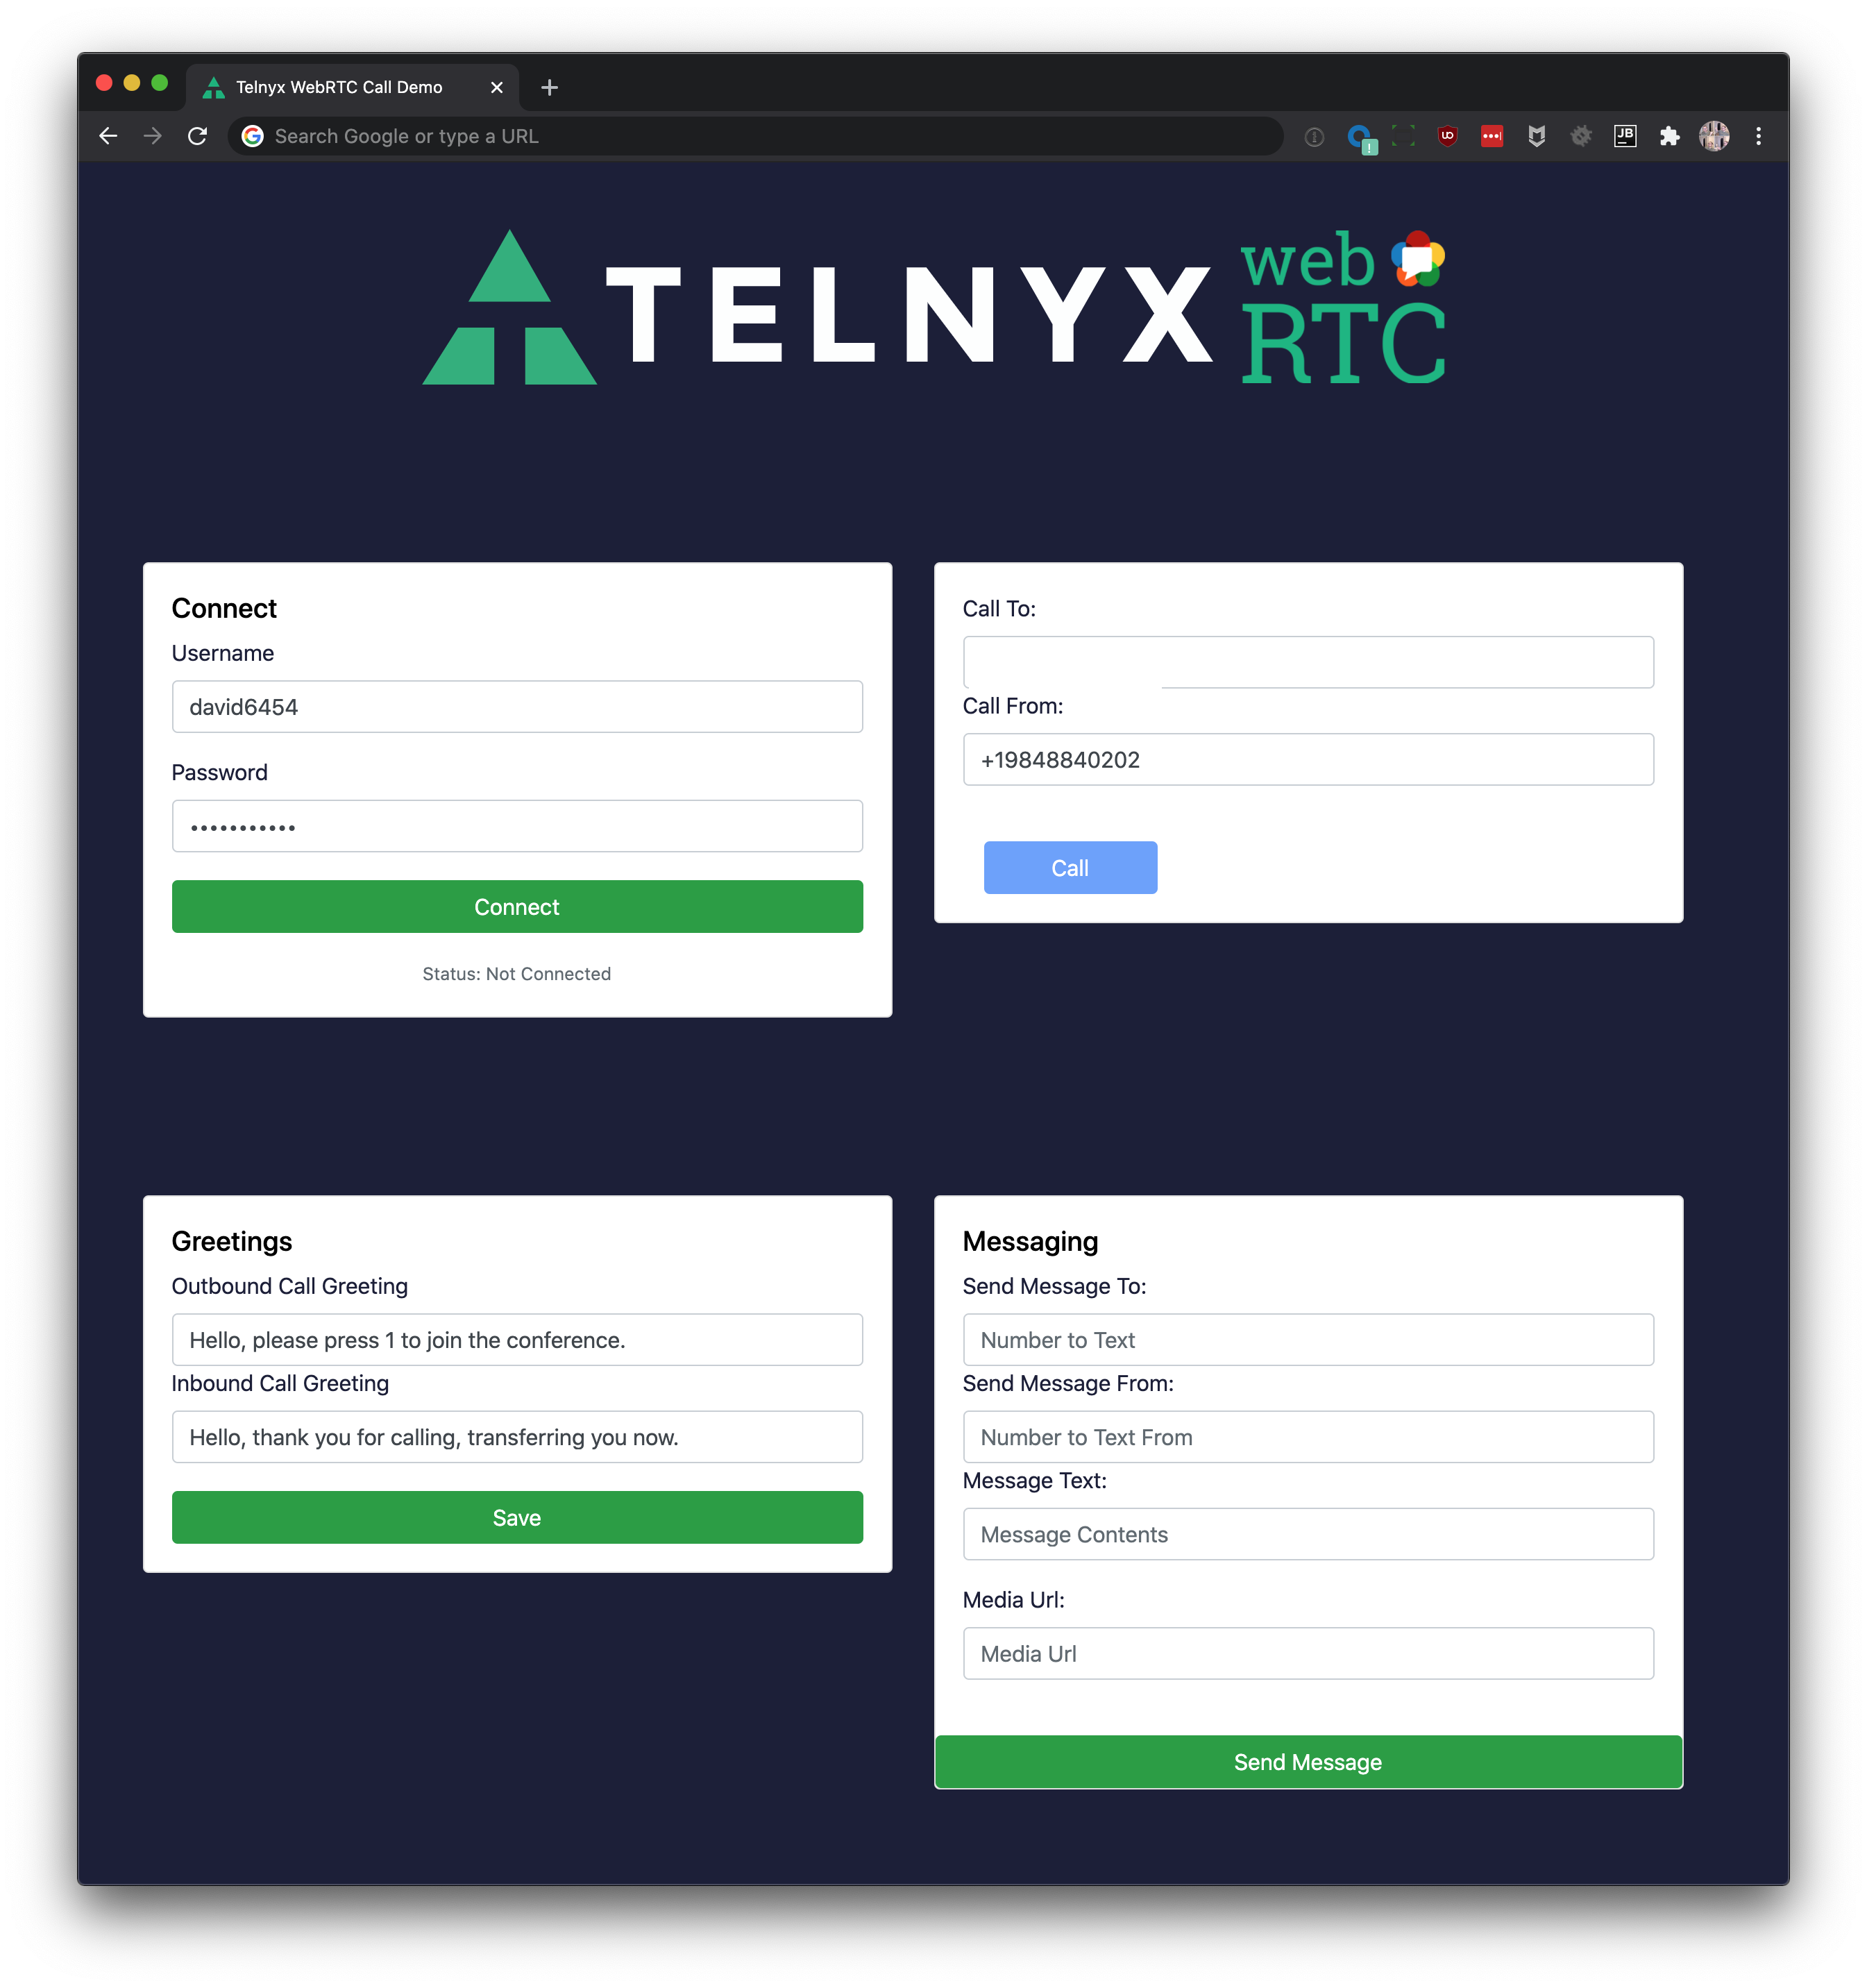 Telnyx WebRTC Call Demo
Search Google or type a URL
JB
TELNYX
web
RTC
Connect
Username
david6454
Password
•••••••••••
Connect
Status: Not Connected
Call To:
Call From:
+19848840202
Call
Greetings
Outbound Call Greeting
Hello, please press 1 to join the conference.
Inbound Call Greeting
Hello, thank you for calling, transferring you now.
Save
Messaging
Send Message To:
Number to Text
Send Message From:
Number to Text From
Message Text:
Message Contents
Media Url:
Media Url
Send Message